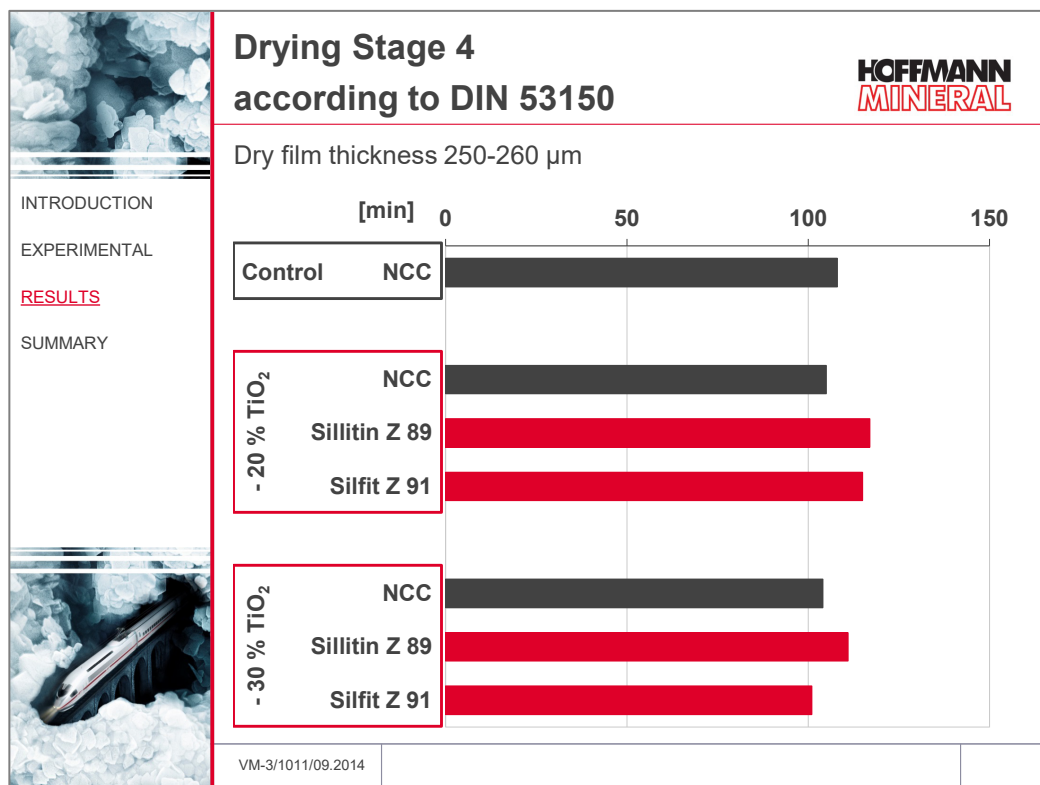 Drying Stage 4
according to DIN 53150
HOFFMANN
MINERAL
Dry film thickness 250-260 µm
INTRODUCTION
EXPERIMENTAL
RESULTS
SUMMARY
[min] 0 50 100 150
Control NCC
- 20 % TiO₂
NCC
Sillitin Z 89
Silfit Z 91
- 30 % TiO₂
NCC
Sillitin Z 89
Silfit Z 91
VM-3/1011/09.2014